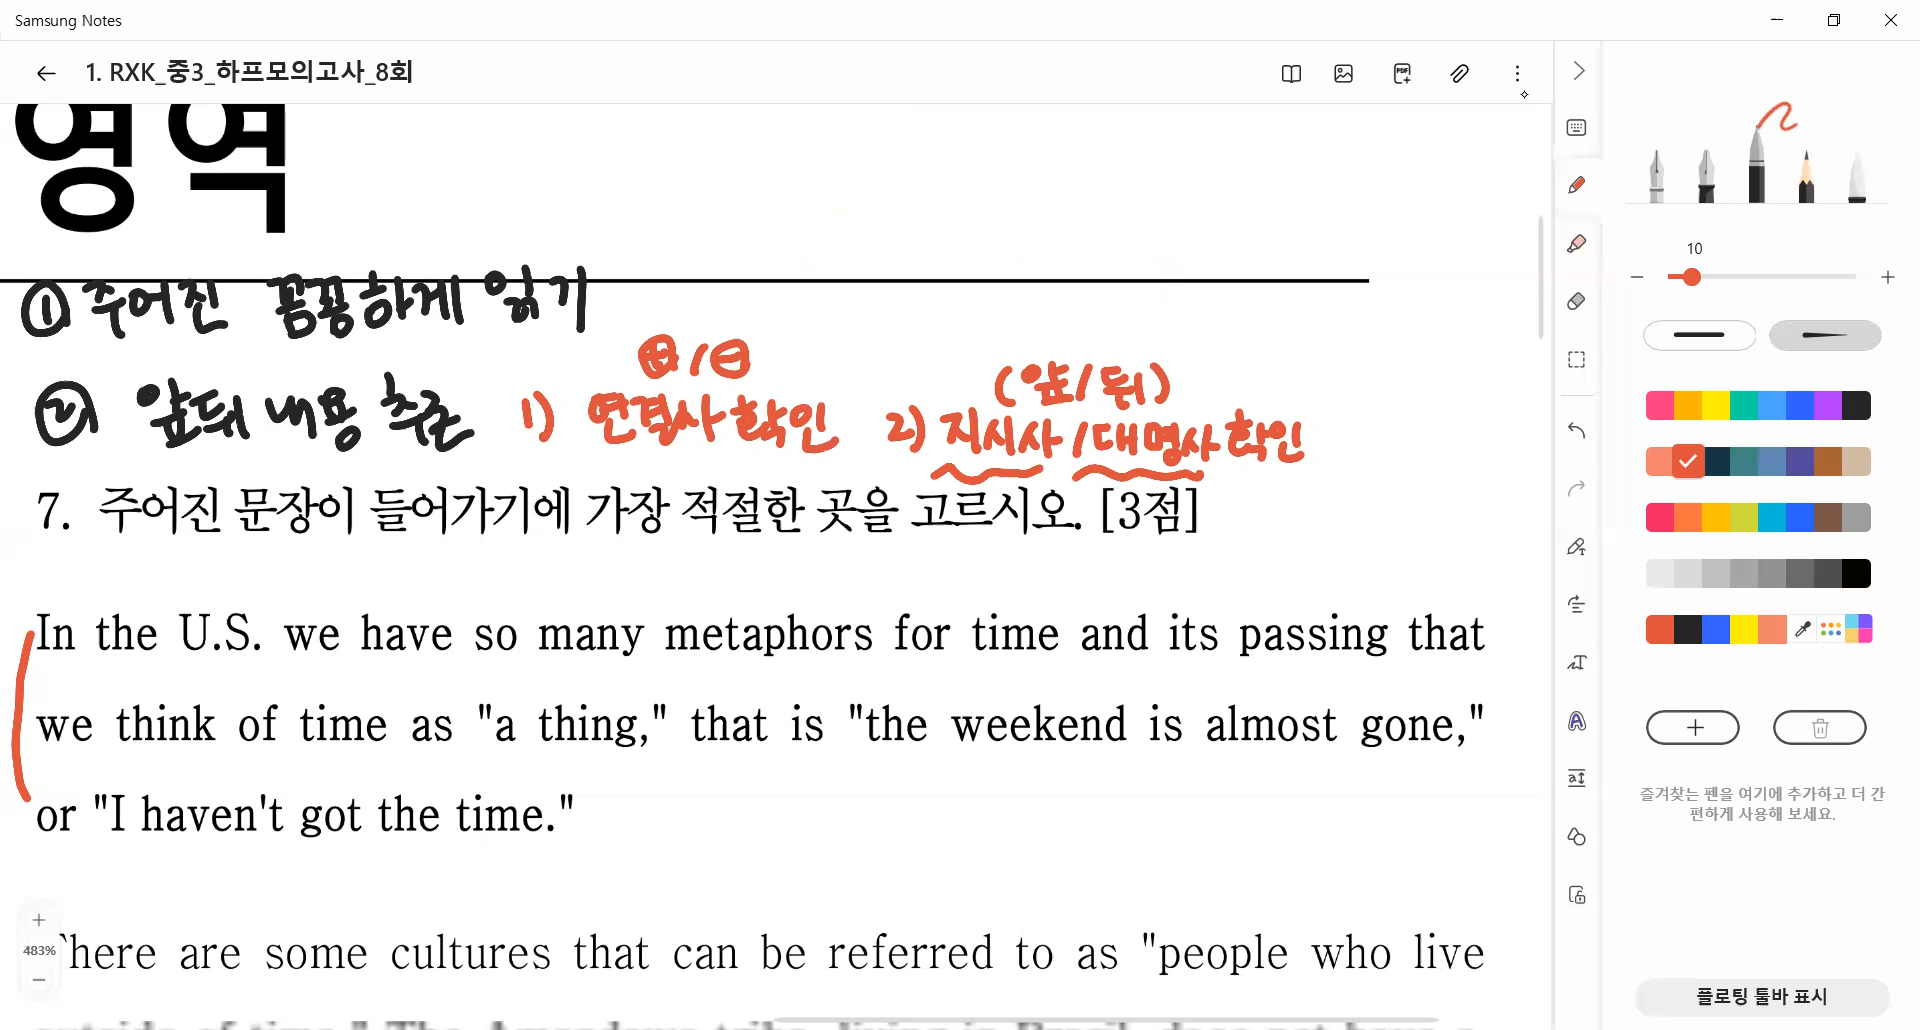 Samsung Notes
1. RXK_중3_하프모의고사_8회
영역
① 주어진 꼼꼼하게 읽기
⊕/⊖
(앞/뒤)
② 앞뒤 내용 추론 1) 연결사 확인 2) 지시사/대명사 확인
7. 주어진 문장이 들어가기에 가장 적절한 곳을 고르시오. [3점]
In the U.S. we have so many metaphors for time and its passing that
we think of time as "a thing," that is "the weekend is almost gone,"
or "I haven't got the time."
There are some cultures that can be referred to as "people who live
483%
10
즐겨찾는 펜을 여기에 추가하고 더 간
편하게 사용해 보세요.
플로팅 툴바 표시